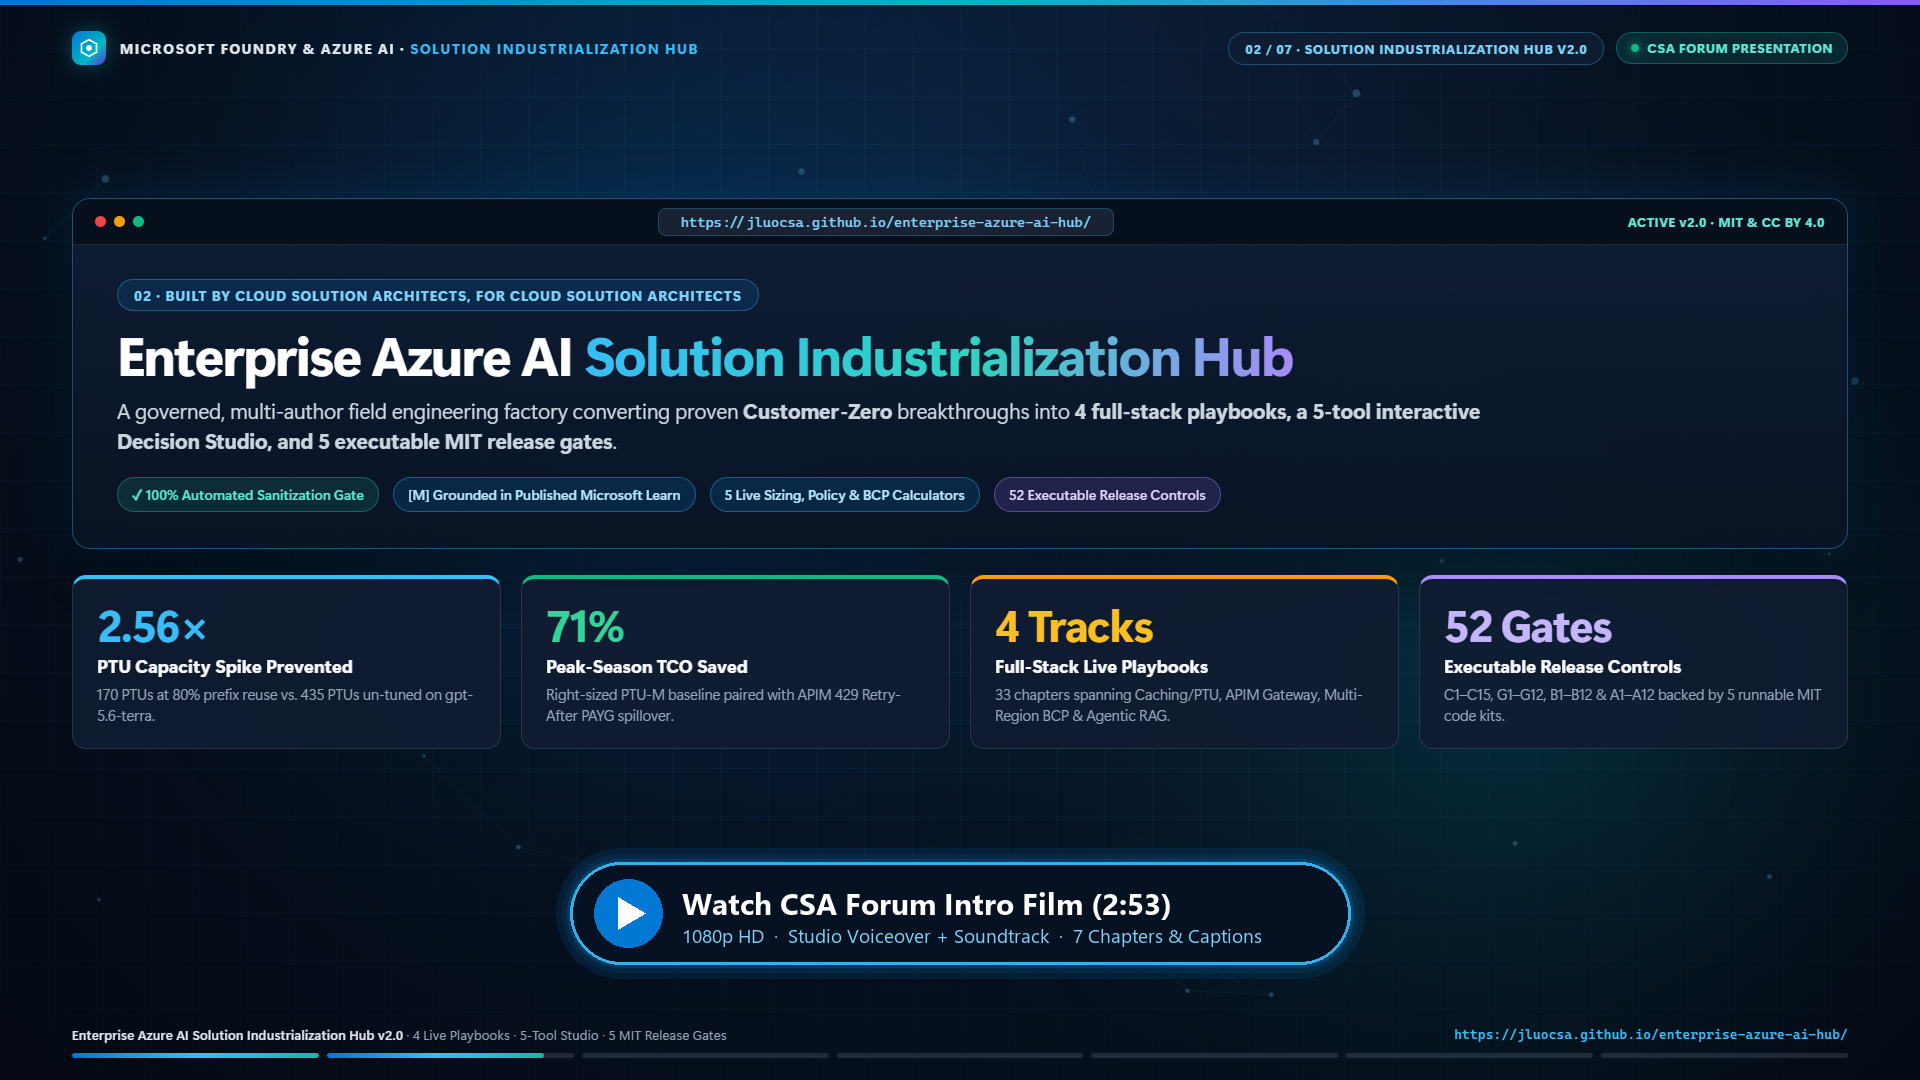 MICROSOFT FOUNDRY & AZURE AI · SOLUTION INDUSTRIALIZATION HUB
02 / 07 · SOLUTION INDUSTRIALIZATION HUB V2.0
CSA FORUM PRESENTATION
https://jluocsa.github.io/enterprise-azure-ai-hub/
ACTIVE v2.0 · MIT & CC BY 4.0
02 · BUILT BY CLOUD SOLUTION ARCHITECTS, FOR CLOUD SOLUTION ARCHITECTS
Enterprise Azure AI Solution Industrialization Hub
A governed, multi-author field engineering factory converting proven Customer-Zero breakthroughs into 4 full-stack playbooks, a 5-tool interactive
Decision Studio, and 5 executable MIT release gates.
✓ 100% Automated Sanitization Gate
[M] Grounded in Published Microsoft Learn
5 Live Sizing, Policy & BCP Calculators
52 Executable Release Controls
2.56×
PTU Capacity Spike Prevented
170 PTUs at 80% prefix reuse vs. 435 PTUs un-tuned on gpt-
5.6-terra.
71%
Peak-Season TCO Saved
Right-sized PTU-M baseline paired with APIM 429 Retry-
After PAYG spillover.
4 Tracks
Full-Stack Live Playbooks
33 chapters spanning Caching/PTU, APIM Gateway, Multi-
Region BCP & Agentic RAG.
52 Gates
Executable Release Controls
C1–C15, G1–G12, B1–B12 & A1–A12 backed by 5 runnable MIT
code kits.
Watch CSA Forum Intro Film (2:53)
1080p HD · Studio Voiceover + Soundtrack · 7 Chapters & Captions
Enterprise Azure AI Solution Industrialization Hub v2.0 · 4 Live Playbooks · 5-Tool Studio · 5 MIT Release Gates
https://jluocsa.github.io/enterprise-azure-ai-hub/